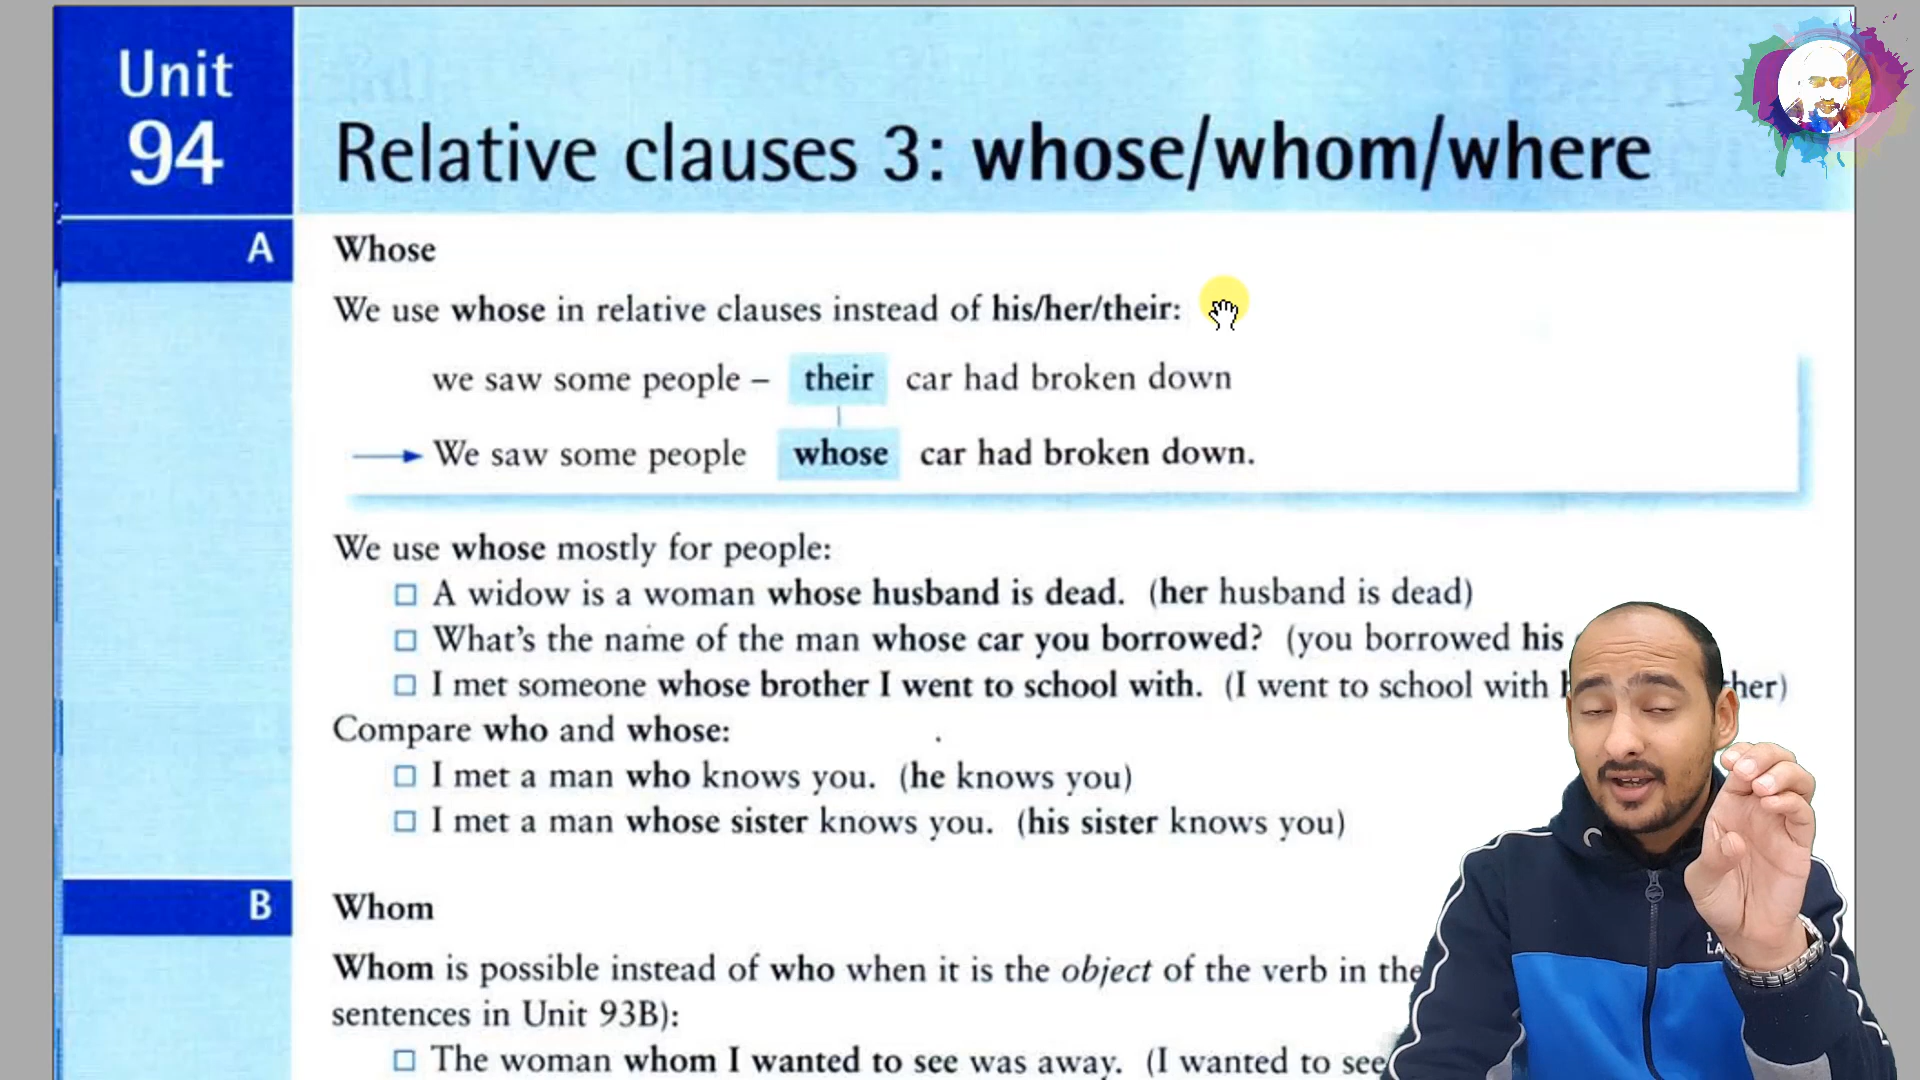 Unit
94
Relative clauses 3: whose/whom/where
A
Whose
We use whose in relative clauses instead of his/her/their:
we saw some people – their car had broken down
We saw some people whose car had broken down.
We use whose mostly for people:
A widow is a woman whose husband is dead. (her husband is dead)
What's the name of the man whose car you borrowed? (you borrowed his
I met someone whose brother I went to school with. (I went to school with
Compare who and whose:
I met a man who knows you. (he knows you)
I met a man whose sister knows you. (his sister knows you)
B
Whom
Whom is possible instead of who when it is the object of the verb in the
sentences in Unit 93B):
The woman whom I wanted to see was away. (I wanted to see